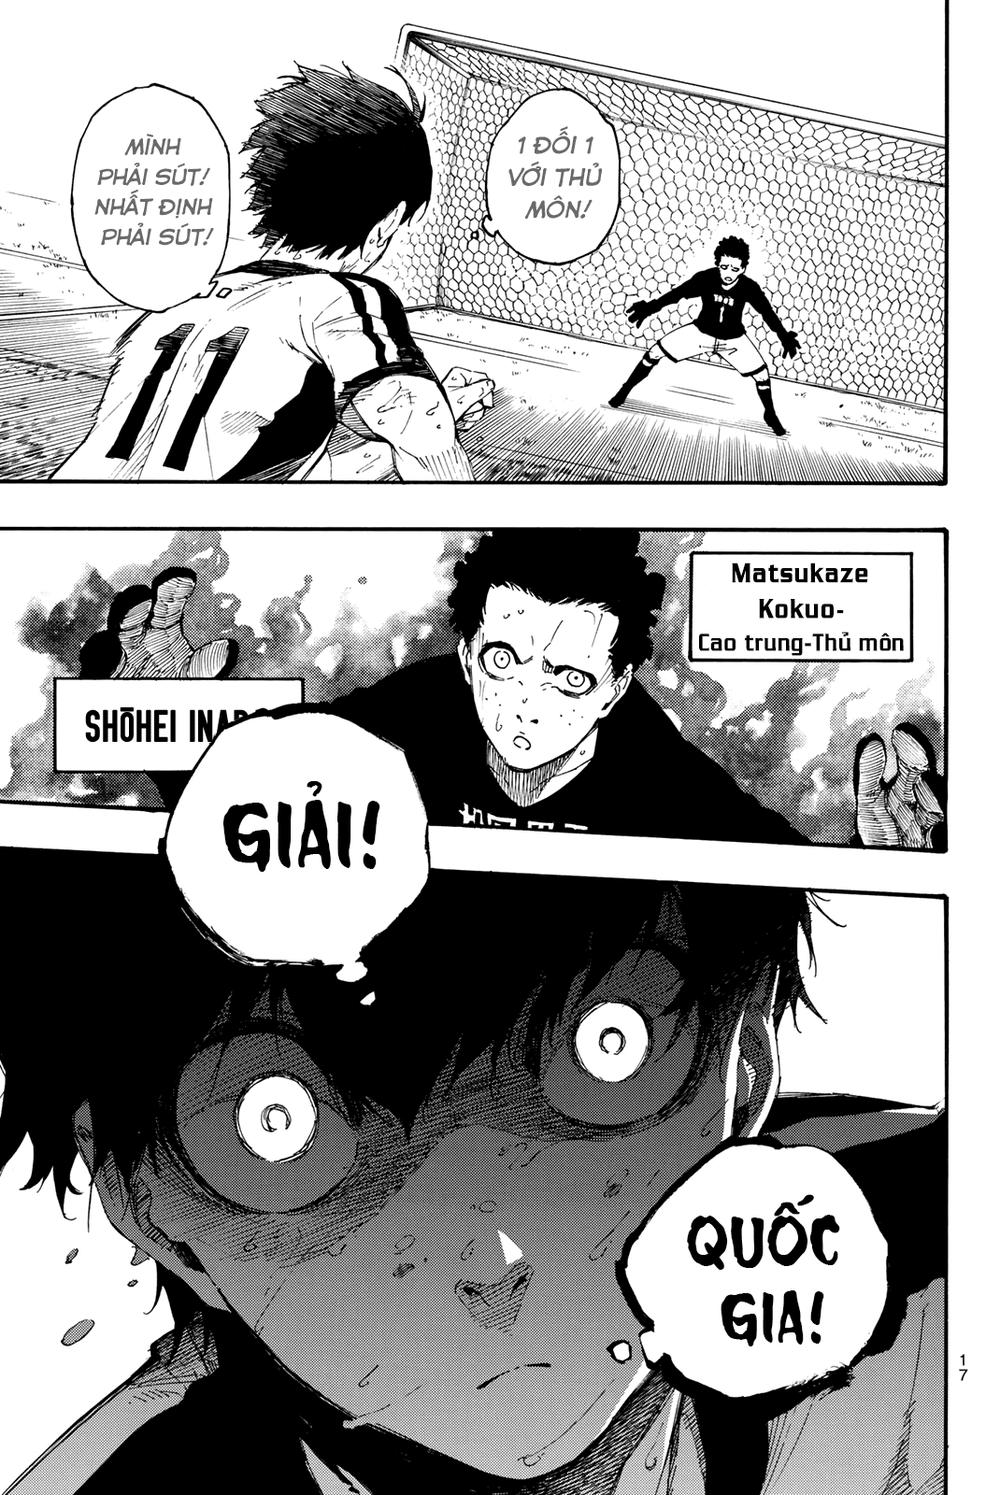 1 ĐỐI 1
VỚI THỦ
MÔN!
MÌNH
PHẢI SÚT!
NHẤT ĐỊNH
PHẢI SÚT!
11
1
Matsukaze
Kokuo-
Cao trung-Thủ môn
SHŌHEI
GIẢI!
QUỐC
GIA!
17